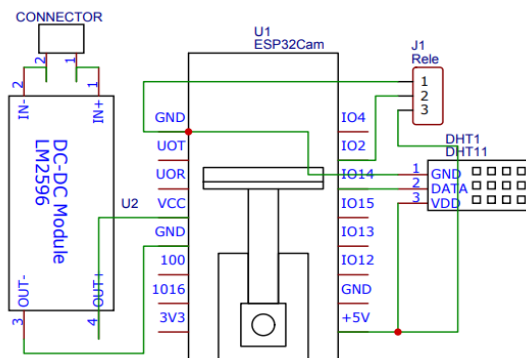 CONNECTOR
2
1
2
1
IN-
IN+
DC-DC Module
LM2596
U2
OUT-
OUT+
3
4
U1
ESP32Cam
GND
UOT
UOR
VCC
GND
100
1016
3V3
IO4
IO2
IO14
IO15
IO13
IO12
GND
+5V
J1
Rele
1
2
3
DHT1
DHT11
1 GND
2 DATA
3 VDD